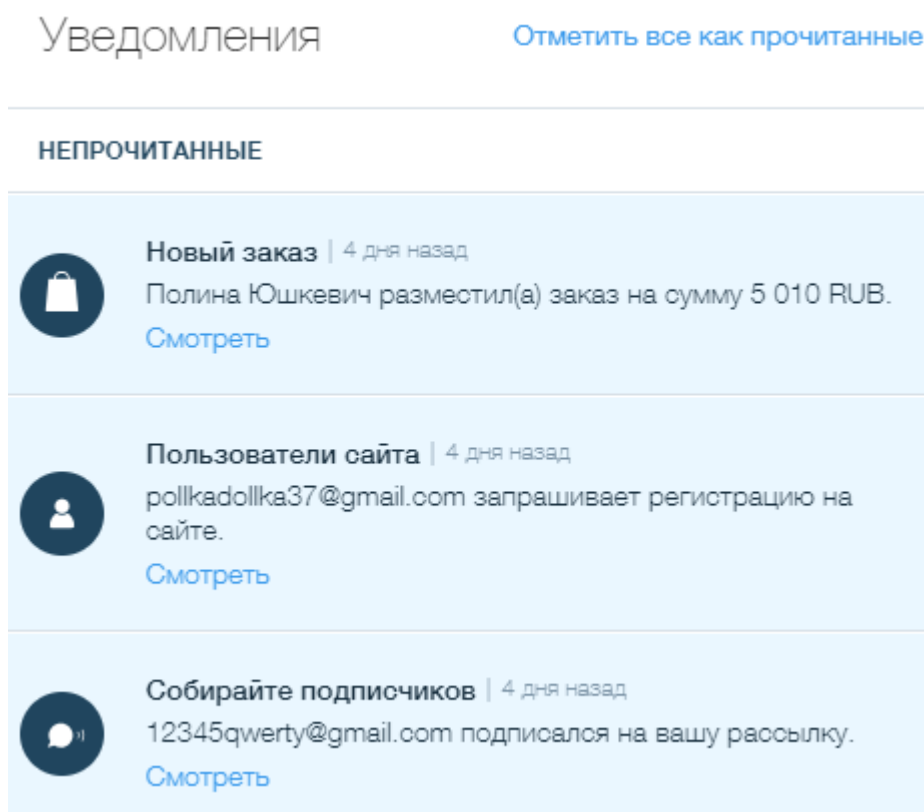 Уведомления
Отметить все как прочитанные
НЕПРОЧИТАННЫЕ
Новый заказ | 4 дня назад
Полина Юшкевич разместил(а) заказ на сумму 5 010 RUB.
Смотреть
Пользователи сайта | 4 дня назад
pollkadollka37@gmail.com запрашивает регистрацию на
сайте.
Смотреть
Собирайте подписчиков | 4 дня назад
12345qwerty@gmail.com подписался на вашу рассылку.
Смотреть